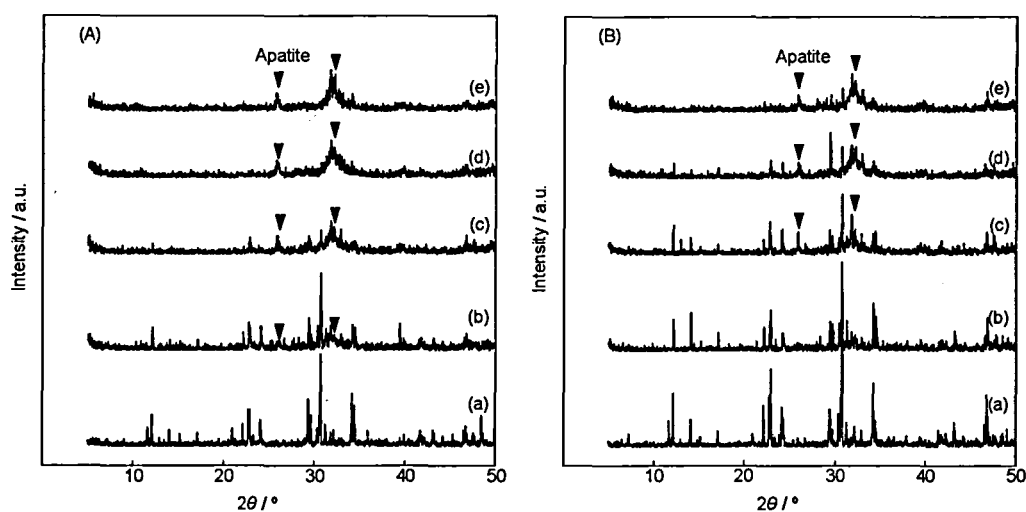 (A)
Apatite
(e)
(d)
(c)
(b)
(a)
Intensity / a.u.
10 20 30 40 50
2θ / °
(B)
Apatite
(e)
(d)
(c)
(b)
(a)
Intensity / a.u.
10 20 30 40 50
2θ / °